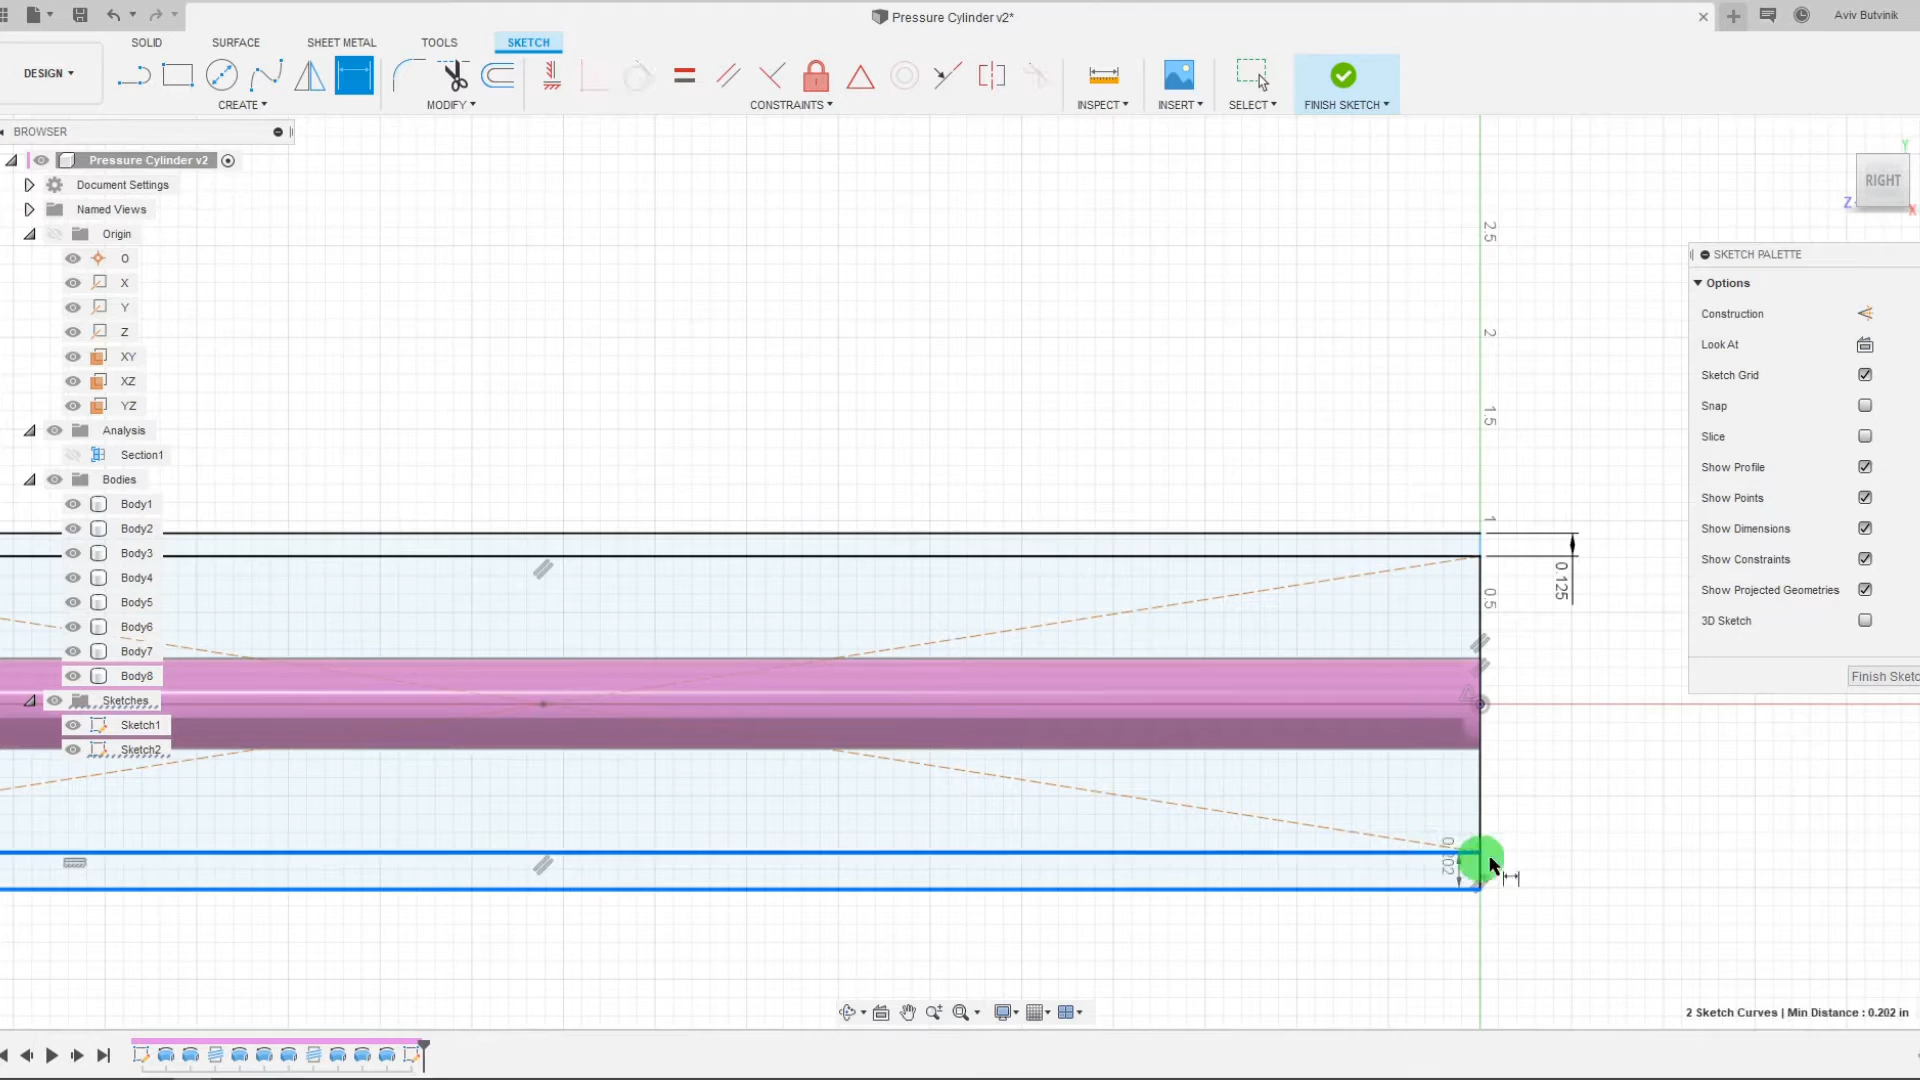 Pressure Cylinder v2*
Aviv Butvinik
SOLID SURFACE SHEET METAL TOOLS SKETCH
DESIGN
CREATE MODIFY CONSTRAINTS INSPECT INSERT SELECT FINISH SKETCH
BROWSER
Pressure Cylinder v2
Document Settings
Named Views
Origin
O
X
Y
Z
XY
XZ
YZ
Analysis
Section1
Bodies
Body1
Body2
Body3
Body4
Body5
Body6
Body7
Body8
Sketches
Sketch1
Sketch2
2.5
2
1.5
1
0.5
0.125
0.202
Y
RIGHT
Z
X
SKETCH PALETTE
Options
Construction
Look At
Sketch Grid
Snap
Slice
Show Profile
Show Points
Show Dimensions
Show Constraints
Show Projected Geometries
3D Sketch
Finish Sketc
2 Sketch Curves | Min Distance : 0.202 in